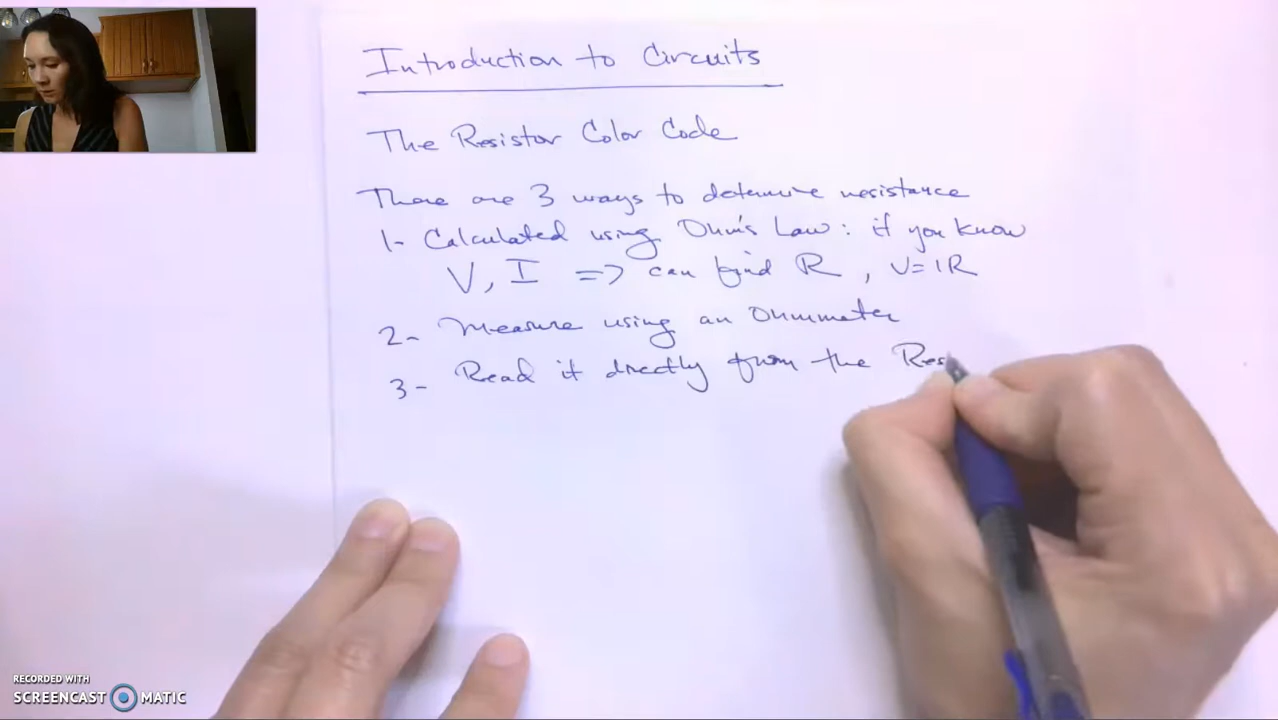 Introduction to Circuits
The Resistor Color Code
There are 3 ways to determine resistance
1- Calculated using Ohm's Law: if you know
V, I => can find R, V=IR
2- Measure using an Ohmmeter
3- Read it directly from the Res
RECORDED WITH
SCREENCAST MATIC